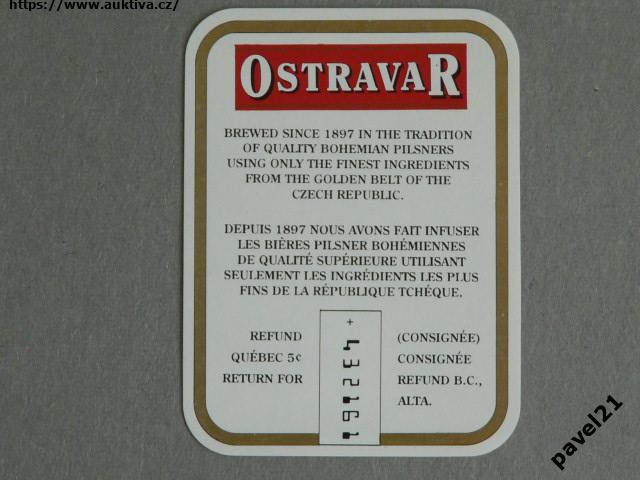 https://www.auktiva.cz/
OSTRAVAR
BREWED SINCE 1897 IN THE TRADITION
OF QUALITY BOHEMIAN PILSNERS
USING ONLY THE FINEST INGREDIENTS
FROM THE GOLDEN BELT OF THE
CZECH REPUBLIC.
DEPUIS 1897 NOUS AVONS FAIT INFUSER
LES BIÈRES PILSNER BOHÉMIENNES
DE QUALITÉ SUPÉRIEURE UTILISANT
SEULEMENT LES INGRÉDIENTS LES PLUS
FINS DE LA RÉPUBLIQUE TCHÉQUE.
REFUND
QUÉBEC 5¢
RETURN FOR
+
(CONSIGNÉE)
CONSIGNÉE
REFUND B.C.,
ALTA.
pavel21